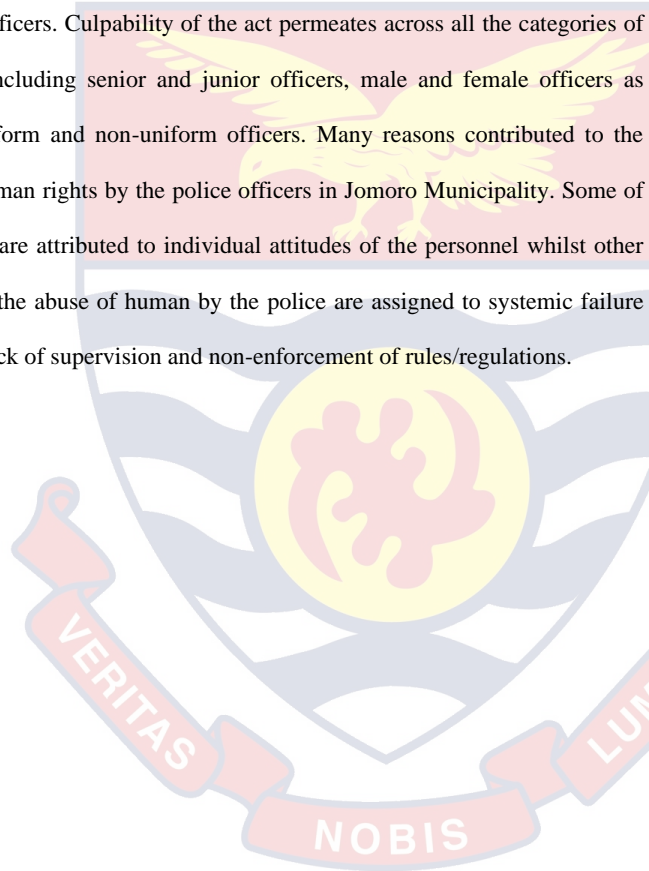 ficers. Culpability of the act permeates across all the categories of
ncluding senior and junior officers, male and female officers as
form and non-uniform officers. Many reasons contributed to the
man rights by the police officers in Jomoro Municipality. Some of
are attributed to individual attitudes of the personnel whilst other
the abuse of human by the police are assigned to systemic failure
ck of supervision and non-enforcement of rules/regulations.
VERITAS
NOBIS
LUM